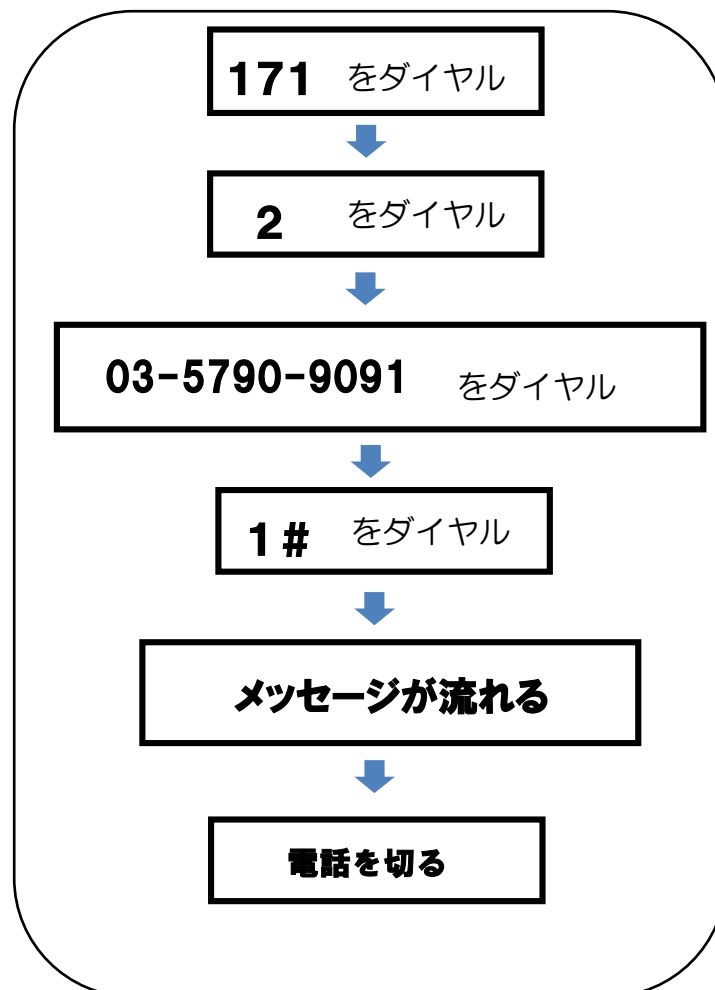 171 をダイヤル
2 をダイヤル
03-5790-9091 をダイヤル
1# をダイヤル
メッセージが流れる
電話を切る